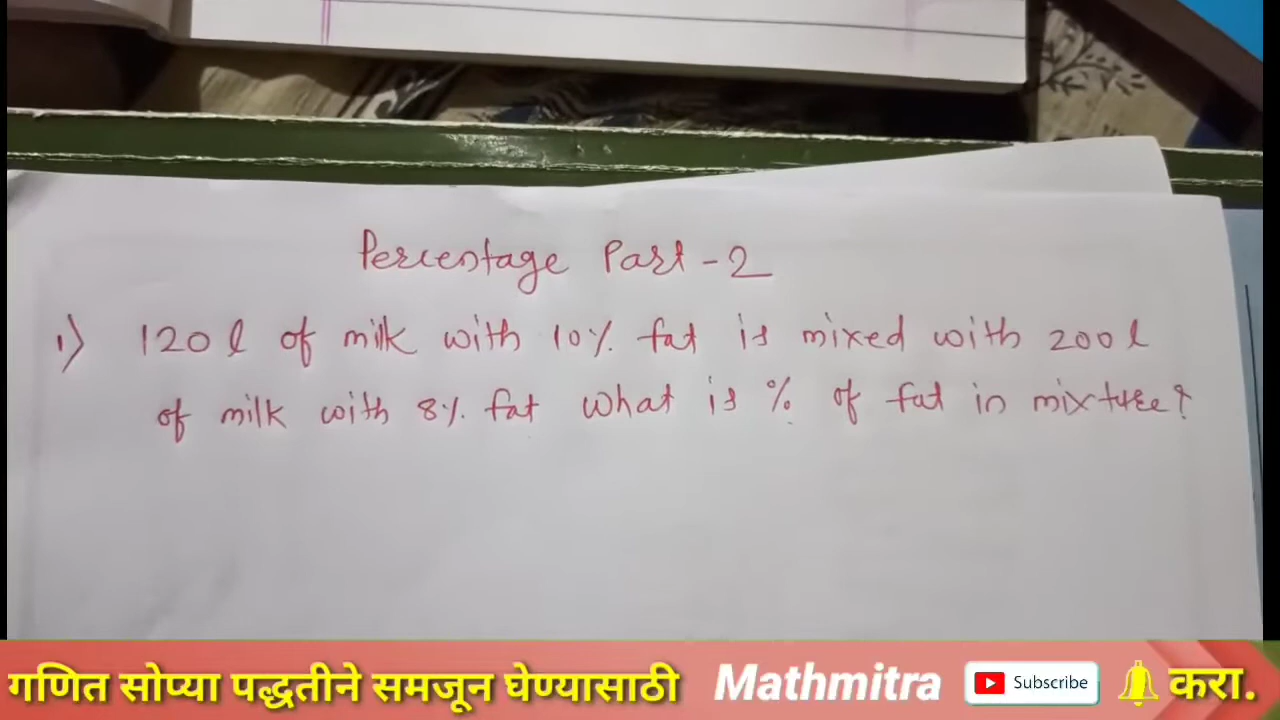 Percentage Part-2
1) 120 l of milk with 10% fat is mixed with 200 l
of milk with 8% fat what is % of fat in mixture?
गणित सोप्या पद्धतीने समजून घेण्यासाठी Mathmitra Subscribe करा.